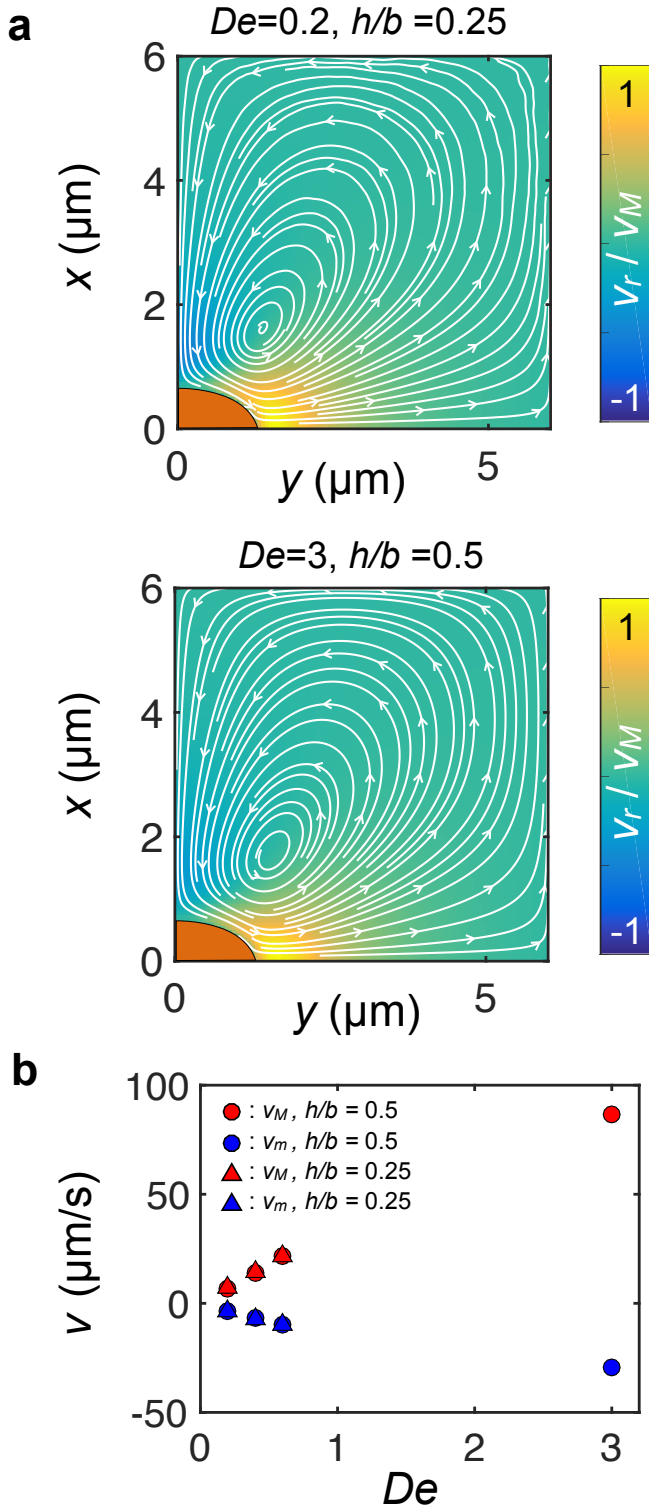 a
De=0.2, h/b =0.25
6
4
2
0
x (μm)
0
5
y (μm)
1
v_r / v_M
-1
De=3, h/b =0.5
6
4
2
0
x (μm)
0
5
y (μm)
1
v_r / v_M
-1
b
100
50
0
-50
v (μm/s)
: v_M , h/b = 0.5
: v_m , h/b = 0.5
: v_M , h/b = 0.25
: v_m , h/b = 0.25
0
1
2
3
De